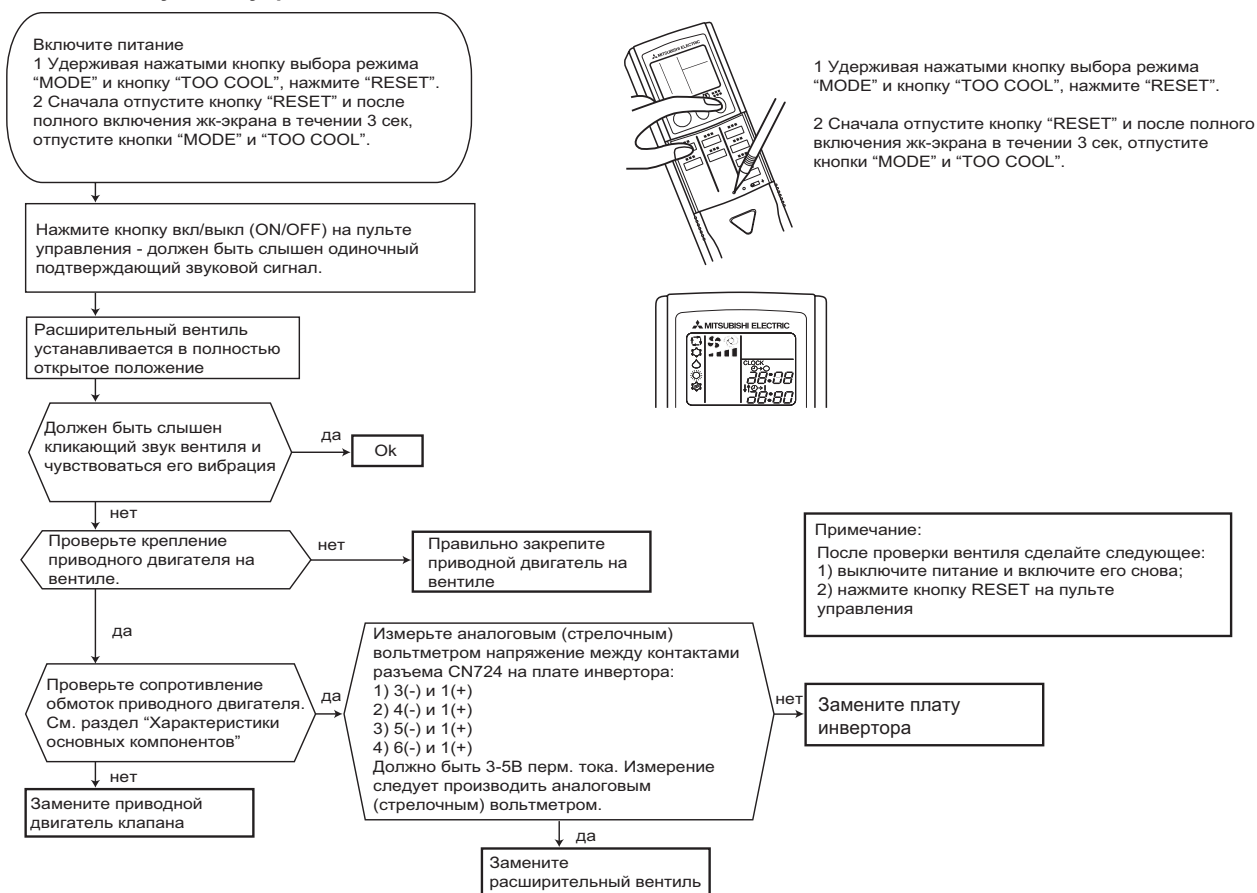 Включите питание
1 Удерживая нажатыми кнопку выбора режима
“MODE” и кнопку “TOO COOL”, нажмите “RESET”.
2 Сначала отпустите кнопку “RESET” и после
полного включения жк-экрана в течении 3 сек,
отпустите кнопки “MODE” и “TOO COOL”.
Нажмите кнопку вкл/выкл (ON/OFF) на пульте
управления - должен быть слышен одиночный
подтверждающий звуковой сигнал.
Расширительный вентиль
устанавливается в полностью
открытое положение
Должен быть слышен
кликающий звук вентиля и
чувствоваться его вибрация
да
Ok
нет
Проверьте крепление
приводного двигателя на
вентиле.
нет
Правильно закрепите
приводной двигатель на
вентиле
да
Проверьте сопротивление
обмоток приводного двигателя.
См. раздел “Характеристики
основных компонентов”
да
нет
Замените приводной
двигатель клапана
Измерьте аналоговым (стрелочным)
вольтметром напряжение между контактами
разъема CN724 на плате инвертора:
1) 3(-) и 1(+)
2) 4(-) и 1(+)
3) 5(-) и 1(+)
4) 6(-) и 1(+)
Должно быть 3-5В перм. тока. Измерение
следует производить аналоговым
(стрелочным) вольтметром.
нет
Замените плату
инвертора
да
Замените
расширительный вентиль
MITSUBISHI ELECTRIC
1 Удерживая нажатыми кнопку выбора режима
“MODE” и кнопку “TOO COOL”, нажмите “RESET”.
2 Сначала отпустите кнопку “RESET” и после полного
включения жк-экрана в течении 3 сек, отпустите
кнопки “MODE” и “TOO COOL”.
MITSUBISHI ELECTRIC
CLOCK
38:08
38:80
Примечание:
После проверки вентиля сделайте следующее:
1) выключите питание и включите его снова;
2) нажмите кнопку RESET на пульте
управления